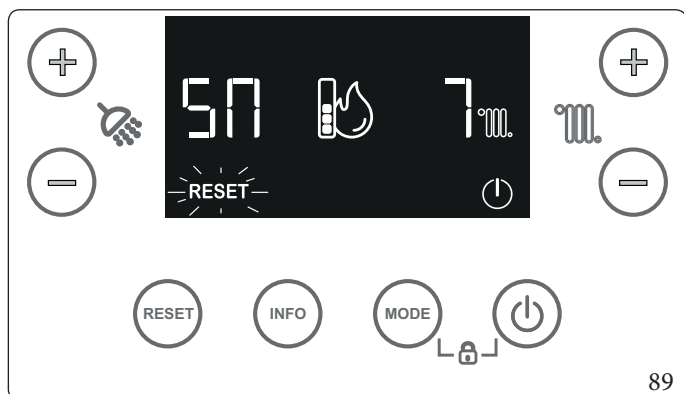 + +
5П 7
− RESET −
RESET INFO MODE
89